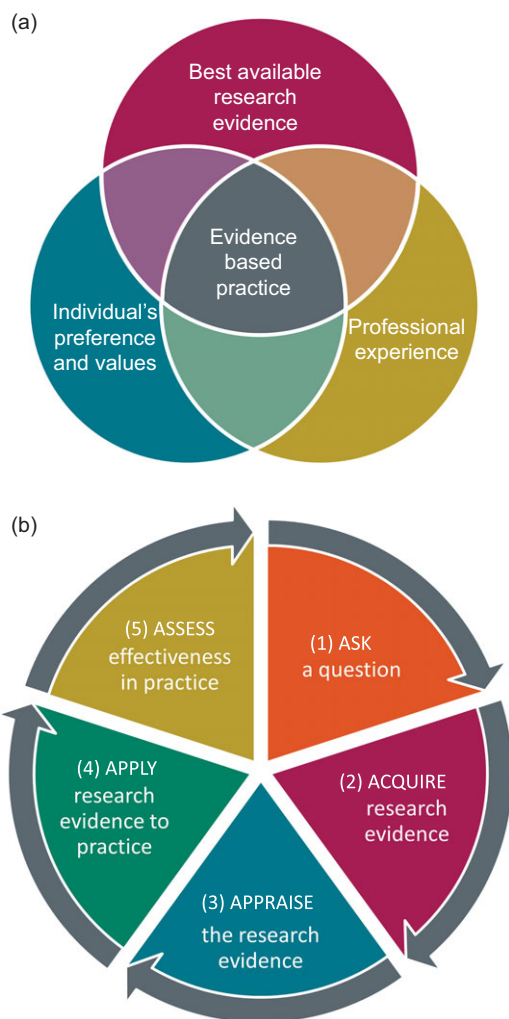 (a)
Best available
research
evidence
Evidence
based
practice
Individual’s
preference
and values
Professional
experience
(b)
(1) ASK
a question
(2) ACQUIRE
research
evidence
(3) APPRAISE
the research
evidence
(4) APPLY
research
evidence to
practice
(5) ASSESS
effectiveness
in practice